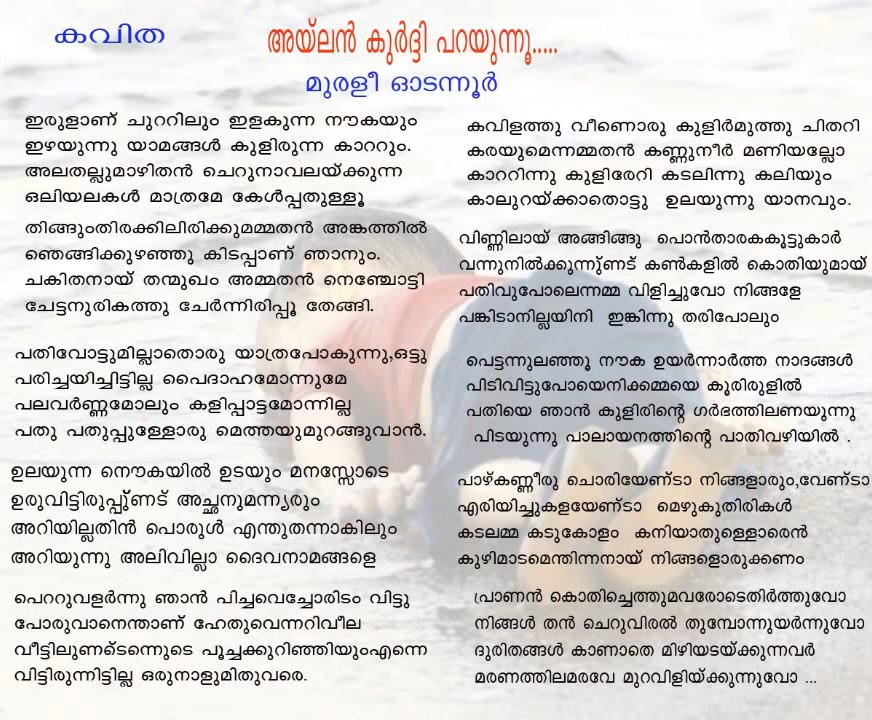 കവിത
അയ്ലൻ കുർദ്ദി പറയുന്നൂ.....
മുരളീ ഓടന്നൂർ
ഇരുളാണ് ചുററിലും ഇളകുന്ന നൗകയും
ഇഴയുന്നു യാമങ്ങൾ കുളിരുന്ന കാററും.
അലതല്ലുമാഴിതൻ ചെറുനാവലയ്ക്കുന്ന
ഒലിയലകൾ മാത്രമേ കേൾപ്പതുള്ളൂ
തിങ്ങുംതിരക്കിലിരിക്കുമമ്മതൻ അങ്കത്തിൽ
ഞെങ്ങിക്കുഴഞ്ഞു കിടപ്പാണ് ഞാനും.
ചകിതനായ് തന്മുഖം അമ്മതൻ നെഞ്ചോട്ടി
ചേട്ടനുരികത്തു ചേർന്നിരിപ്പൂ തേങ്ങി.
പതിവോട്ടുമില്ലാതൊരു യാത്രപോകുന്നു,ഒട്ടു
പരിച്ചയിച്ചിട്ടില്ല പൈദാഹമോന്നുമേ
പലവർണ്ണമോലും കളിപ്പാട്ടമോന്നില്ല
പതു പതുപ്പുള്ളോരു മെത്തയുമുറങ്ങുവാൻ.
ഉലയുന്ന നൌകയിൽ ഉടയും മനസ്സോടെ
ഉരുവിട്ടിരുപ്പു്ണട് അച്ഛനുമന്ന്യരും
അറിയില്ലതിൻ പൊരുൾ എന്തുതന്നാകിലും
അറിയുന്നു അലിവില്ലാ ദൈവനാമങ്ങളെ
പെററുവളർന്നു ഞാൻ പിച്ചവെച്ചോരിടം വിട്ടു
പോരുവാനെന്താണ് ഹേതുവെന്നറിവീല
വീട്ടിലുണടെന്നെുടെ പൂച്ചക്കുറിഞ്ഞിയുംഎന്നെ
വിട്ടിരുന്നിട്ടില്ല ഒരുനാളുമിതുവരെ.
കവിളത്തു വീണൊരു കുളിർമുത്തു ചിതറി
കരയുമെന്നമ്മതൻ കണ്ണുനീർ മണിയല്ലോ
കാററിന്നു കുളിരേറി കടലിന്നു കലിയും
കാലുറയ്ക്കാതൊട്ടു ഉലയുന്നു യാനവും.
വിണ്ണിലായ് അങ്ങിങ്ങു പൊൻതാരകകൂട്ടുകാർ
വന്നുനിൽക്കുന്നു്ണട് കൺകളിൽ കൊതിയുമായ്
പതിവുപോലെന്നമ്മ വിളിച്ചുവോ നിങ്ങളേ
പങ്കിടാനില്ലയിനി ഇങ്കിന്നു തരിപോലും
പെട്ടന്നുലഞ്ഞൂ നൗക ഉയർന്നാർത്ത നാദങ്ങൾ
പിടിവിട്ടുപോയെനിക്കമ്മയെ കൂരിരുളിൽ
പതിയെ ഞാൻ കുളിരിന്റെ ഗർഭത്തിലണയുന്നു
പിടയുന്നു പാലായനത്തിന്റെ പാതിവഴിയിൽ .
പാഴ്കണ്ണീരു ചൊരിയേണ്ടാ നിങ്ങളാരും,വേണ്ടാ
എരിയിച്ചുകളയേണ്ടാ മെഴുകുതിരികൾ
കടലമ്മ കടുകോളം കനിയാതുള്ളൊരെൻ
കുഴിമാടമെന്തിന്നനായ് നിങ്ങളൊരുക്കണം
പ്രാണൻ കൊതിച്ചെത്തുമവരോടെതിർത്തുവോ
നിങ്ങൾ തൻ ചെറുവിരൽ തുമ്പോന്നുയർന്നുവോ
ദുരിതങ്ങൾ കാണാതെ മിഴിയടയ്ക്കുന്നവർ
മരണത്തിലമരവേ മുറവിളിയ്ക്കുന്നുവോ ...